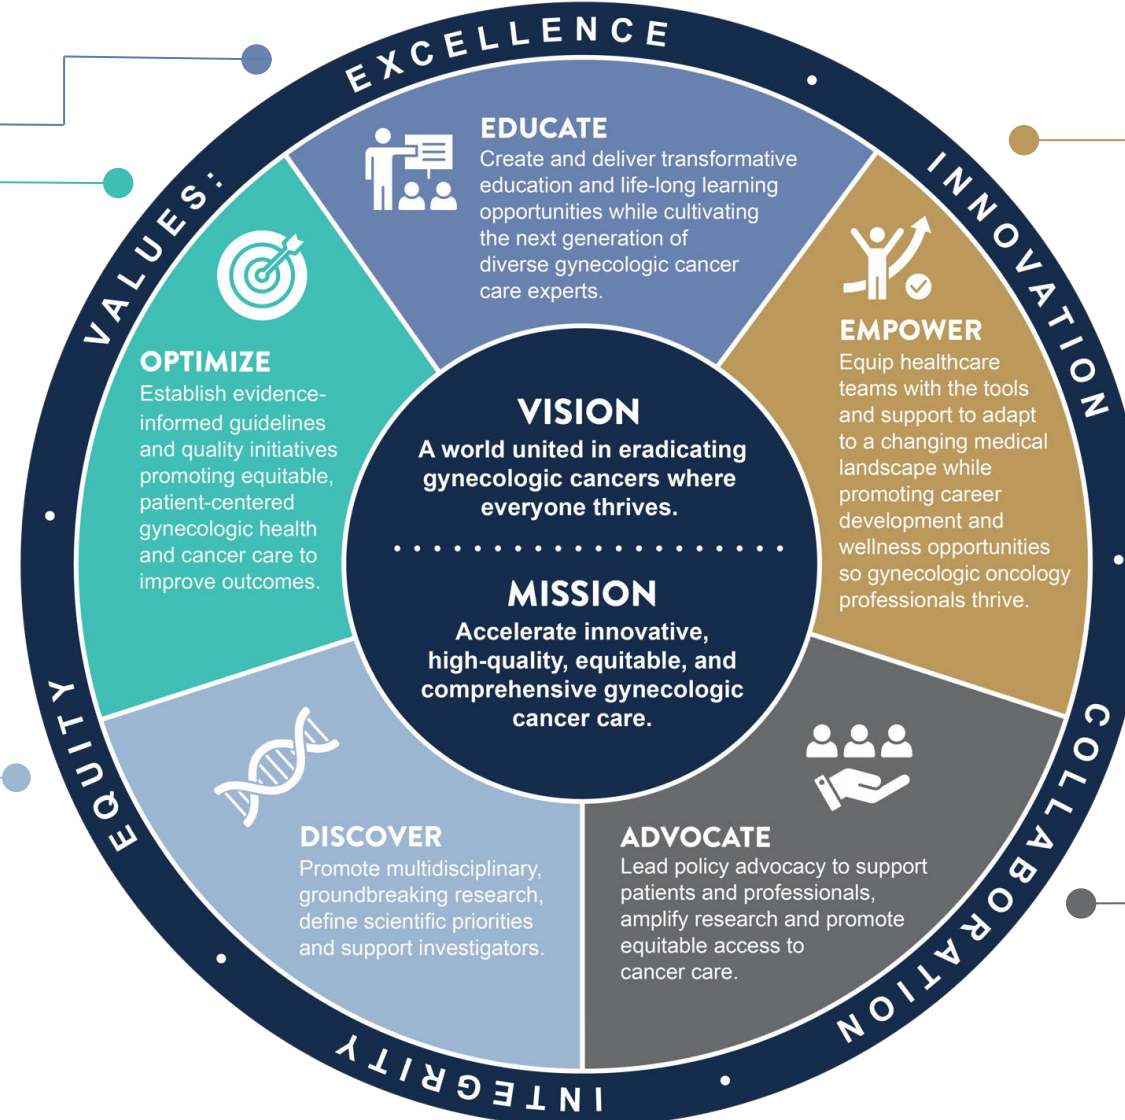 VALUES:
EXCELLENCE
INNOVATION
COLLABORATION
INTEGRITY
EQUITY
EDUCATE
Create and deliver transformative
education and life-long learning
opportunities while cultivating
the next generation of
diverse gynecologic cancer
care experts.
EMPOWER
Equip healthcare
teams with the tools
and support to adapt
to a changing medical
landscape while
promoting career
development and
wellness opportunities
so gynecologic oncology
professionals thrive.
ADVOCATE
Lead policy advocacy to support
patients and professionals,
amplify research and promote
equitable access to
cancer care.
DISCOVER
Promote multidisciplinary,
groundbreaking research,
define scientific priorities
and support investigators.
OPTIMIZE
Establish evidence-
informed guidelines
and quality initiatives
promoting equitable,
patient-centered
gynecologic health
and cancer care to
improve outcomes.
VISION
A world united in eradicating
gynecologic cancers where
everyone thrives.
MISSION
Accelerate innovative,
high-quality, equitable, and
comprehensive gynecologic
cancer care.